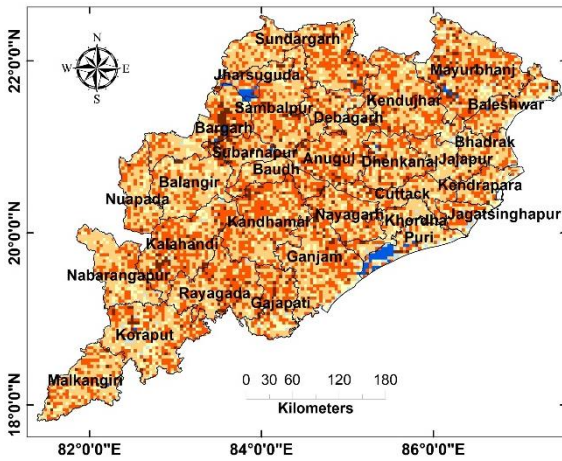 N
W E
S
22°0'0"N
20°0'0"N
18°0'0"N
Sundargarh
Jharsuguda
Mayurbhanj
Sambalpur
Kendujhar
Baleshwar
Debagarh
Bargarh
Bhadrak
Subarnapur
Anugul
Dhenkanal
Jajapur
Baudh
Balangir
Kendrapara
Cuttack
Nuapada
Nayagarh
Jagatsinghapur
Kandhamal
Khordha
Puri
Kalahandi
Ganjam
Nabarangapur
Rayagada
Gajapati
Koraput
Malkangiri
0 30 60 120 180
Kilometers
82°0'0"E 84°0'0"E 86°0'0"E